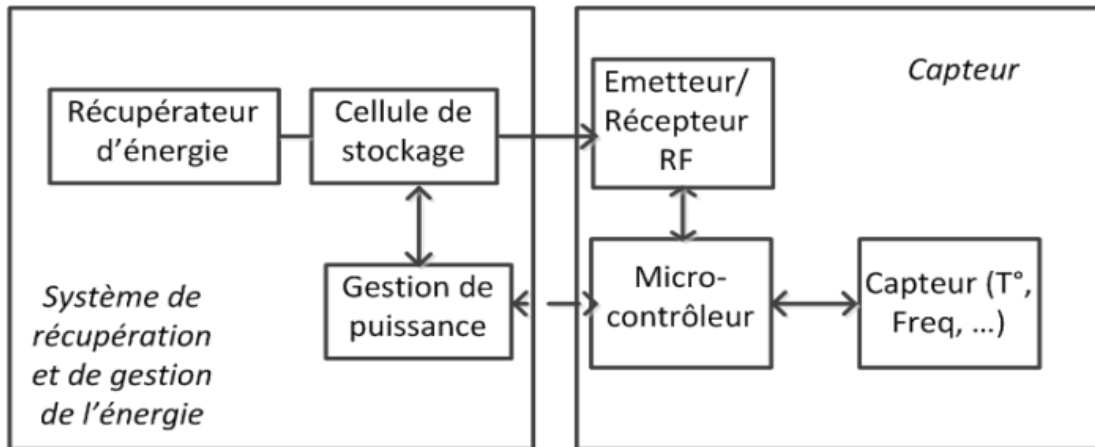 Récupérateur
d'énergie
Cellule de
stockage
Gestion de
puissance
Système de
récupération
et de gestion
de l'énergie
Capteur
Emetteur/
Récepteur
RF
Micro-
contrôleur
Capteur (T°,
Freq, ...)